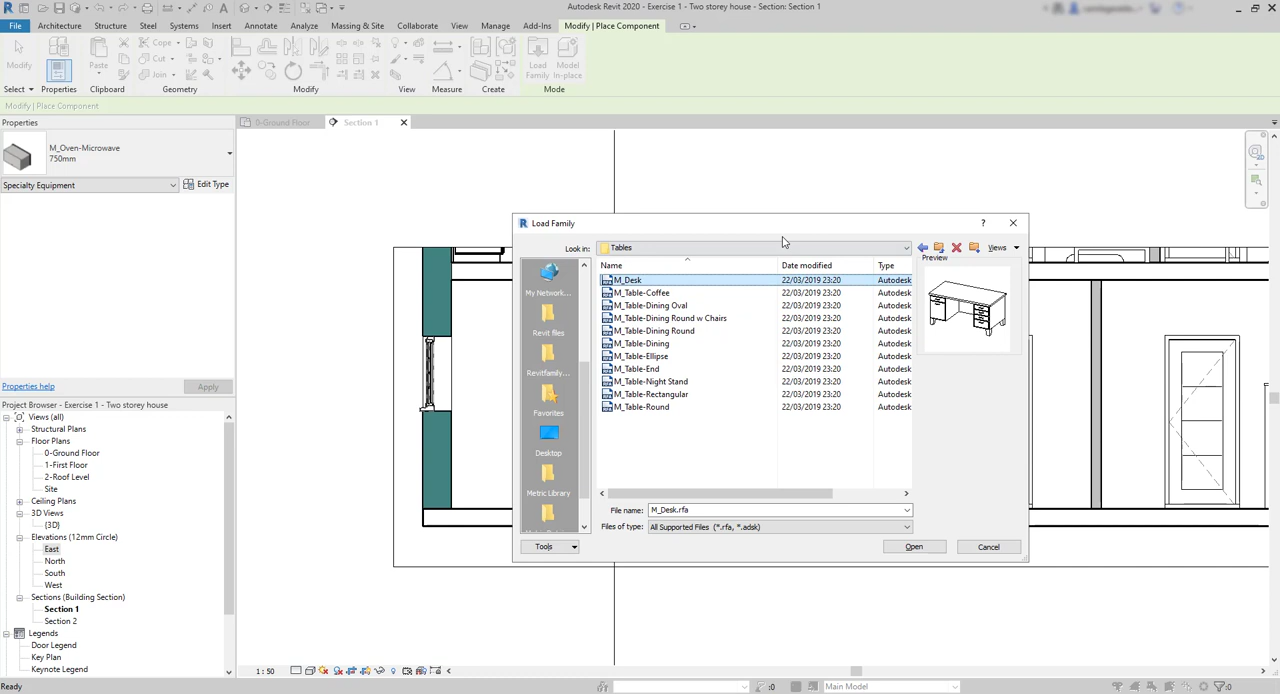 Autodesk Revit 2020 - Exercise 1 - Two storey house - Section: Section 1
File Architecture Structure Steel Systems Insert Annotate Analyze Massing & Site Collaborate View Manage Add-Ins Modify | Place Component
Modify
Paste
Cope
Cut
Join
Load Family
Model In-place
Select Properties Clipboard Geometry Modify View Measure Create Mode
Modify | Place Component
Properties
0-Ground Floor
Section 1
M_Oven-Microwave
750mm
Specialty Equipment
Edit Type
Properties help
Apply
Project Browser - Exercise 1 - Two storey house
Views (all)
Structural Plans
Floor Plans
0-Ground Floor
1-First Floor
2-Roof Level
Site
Ceiling Plans
3D Views
{3D}
Elevations (12mm Circle)
East
North
South
West
Sections (Building Section)
Section 1
Section 2
Legends
Door Legend
Key Plan
Keynote Legend
Load Family
?
Look in:
Tables
Views
Preview
Name Date modified Type
M_Desk 22/03/2019 23:20 Autodesk
M_Table-Coffee 22/03/2019 23:20 Autodesk
M_Table-Dining Oval 22/03/2019 23:20 Autodesk
M_Table-Dining Round w Chairs 22/03/2019 23:20 Autodesk
M_Table-Dining Round 22/03/2019 23:20 Autodesk
M_Table-Dining 22/03/2019 23:20 Autodesk
M_Table-Ellipse 22/03/2019 23:20 Autodesk
M_Table-End 22/03/2019 23:20 Autodesk
M_Table-Night Stand 22/03/2019 23:20 Autodesk
M_Table-Rectangular 22/03/2019 23:20 Autodesk
M_Table-Round 22/03/2019 23:20 Autodesk
My Network...
Revit files
Revitfamily...
Favorites
Desktop
Metric Library
File name: M_Desk.rfa
Files of type: All Supported Files (*.rfa, *.adsk)
Tools
Open
Cancel
1 : 50
Ready
:0
Main Model
:0